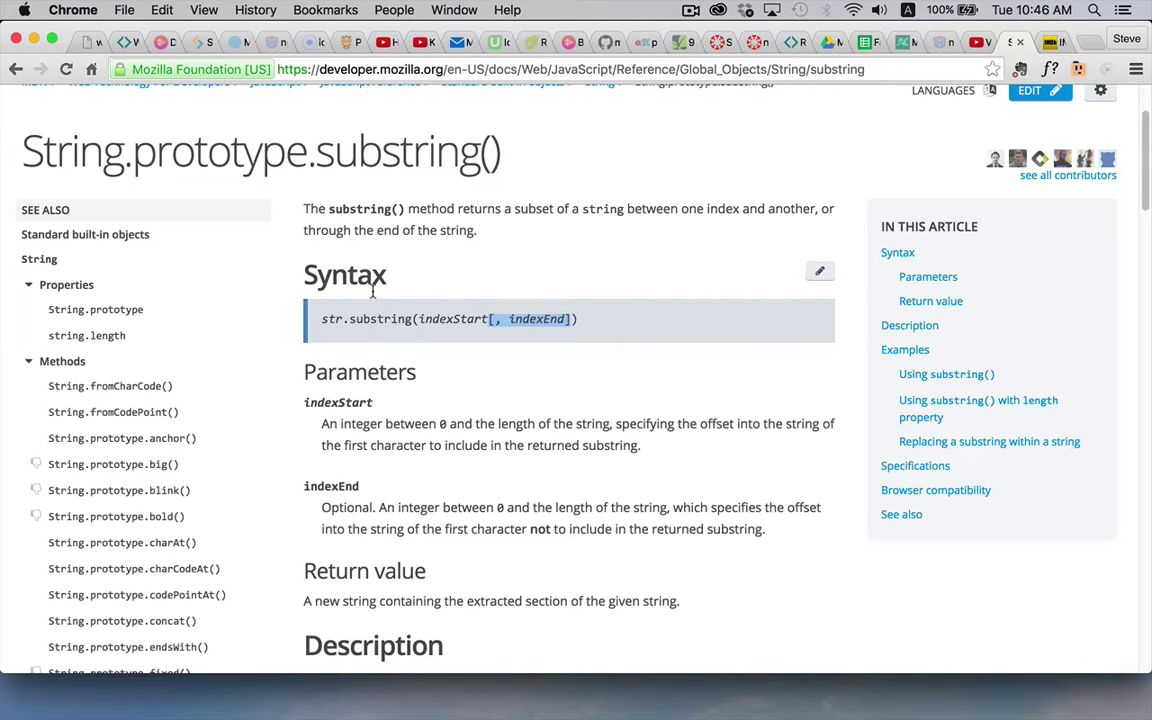 Chrome File Edit View History Bookmarks People Window Help 100% A Tue 10:46 AM
Steve
Mozilla Foundation [US] https://developer.mozilla.org/en-US/docs/Web/JavaScript/Reference/Global_Objects/String/substring
LANGUAGES EDIT
String.prototype.substring()
see all contributors
SEE ALSO
Standard built-in objects
String
Properties
String.prototype
string.length
Methods
String.fromCharCode()
String.fromCodePoint()
String.prototype.anchor()
String.prototype.big()
String.prototype.blink()
String.prototype.bold()
String.prototype.charAt()
String.prototype.charCodeAt()
String.prototype.codePointAt()
String.prototype.concat()
String.prototype.endsWith()
String.prototype.fixed()
The substring() method returns a subset of a string between one index and another, or
through the end of the string.
Syntax
str.substring(indexStart[, indexEnd])
Parameters
indexStart
An integer between 0 and the length of the string, specifying the offset into the string of
the first character to include in the returned substring.
indexEnd
Optional. An integer between 0 and the length of the string, which specifies the offset
into the string of the first character not to include in the returned substring.
Return value
A new string containing the extracted section of the given string.
Description
IN THIS ARTICLE
Syntax
Parameters
Return value
Description
Examples
Using substring()
Using substring() with length
property
Replacing a substring within a string
Specifications
Browser compatibility
See also